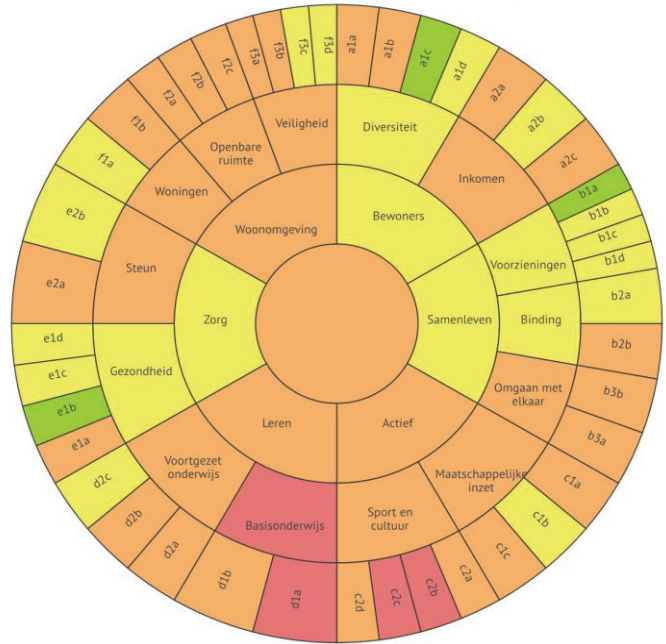 a1a
a1b
a1c
a1d
a2a
a2b
a2c
b1a
b1b
b1c
b1d
b2a
b2b
b3b
b3a
c1a
c1b
c1c
c2a
c2b
c2c
c2d
d1a
d1b
d2a
d2b
d2c
e1a
e1b
e1c
e1d
e2a
e2b
f1a
f1b
f2a
f2b
f2c
f3a
f3b
f3c
f3d
Diversiteit
Inkomen
Voorzieningen
Binding
Omgaan met
elkaar
Maatschappelijke
inzet
Sport en
cultuur
Basisonderwijs
Voortgezet
onderwijs
Gezondheid
Steun
Woningen
Openbare
ruimte
Veiligheid
Bewoners
Samenleven
Actief
Leren
Zorg
Woonomgeving